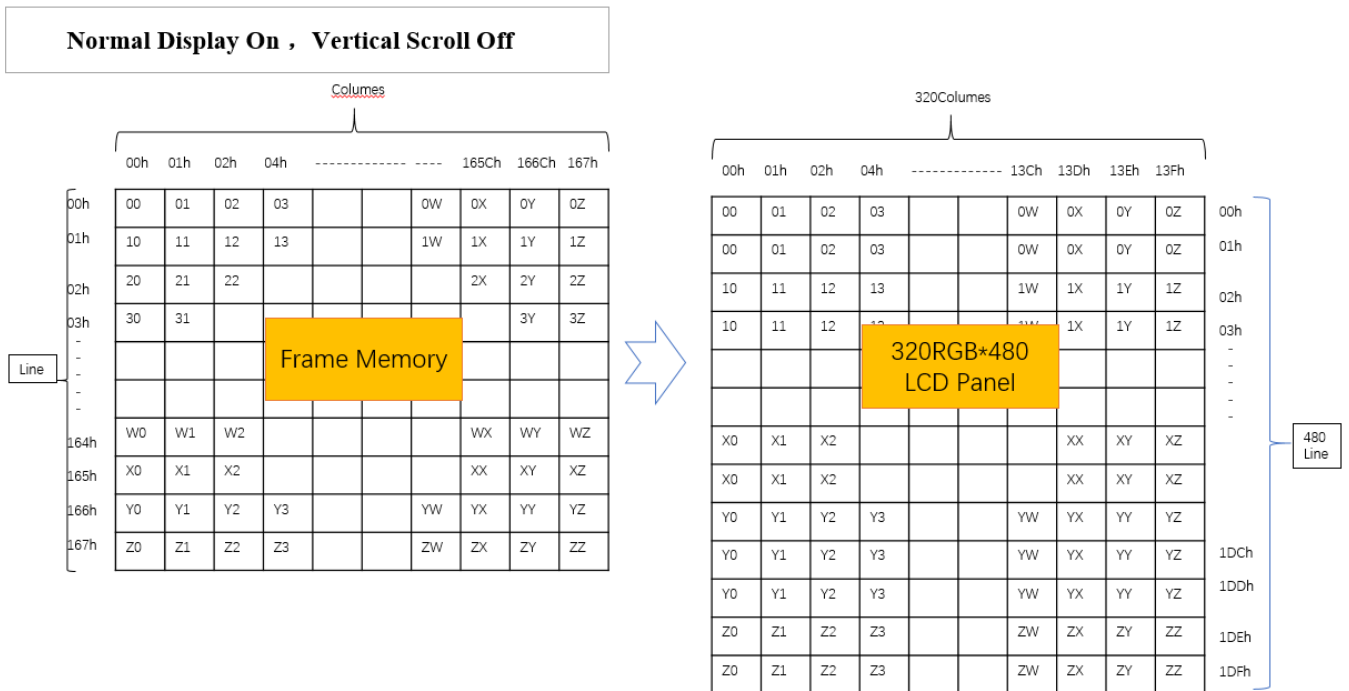 Normal Display On ， Vertical Scroll Off
Columes
00h 01h 02h 04h ------------- ---- 165Ch 166Ch 167h
00h 00 01 02 03 0W 0X 0Y 0Z
01h 10 11 12 13 1W 1X 1Y 1Z
02h 20 21 22 2X 2Y 2Z
03h 30 31 3Y 3Z
Frame Memory
Line
164h W0 W1 W2 WX WY WZ
165h X0 X1 X2 XX XY XZ
166h Y0 Y1 Y2 Y3 YW YX YY YZ
167h Z0 Z1 Z2 Z3 ZW ZX ZY ZZ
320Columes
00h 01h 02h 04h ------------- 13Ch 13Dh 13Eh 13Fh
00 01 02 03 0W 0X 0Y 0Z 00h
00 01 02 03 0W 0X 0Y 0Z 01h
10 11 12 13 1W 1X 1Y 1Z 02h
10 11 12 1X 1Y 1Z 03h
320RGB*480
LCD Panel
X0 X1 X2 XX XY XZ
X0 X1 X2 XX XY XZ
Y0 Y1 Y2 Y3 YW YX YY YZ
Y0 Y1 Y2 Y3 YW YX YY YZ 1DCh
Y0 Y1 Y2 Y3 YW YX YY YZ 1DDh
Z0 Z1 Z2 Z3 ZW ZX ZY ZZ 1DEh
Z0 Z1 Z2 Z3 ZW ZX ZY ZZ 1DFh
480
Line